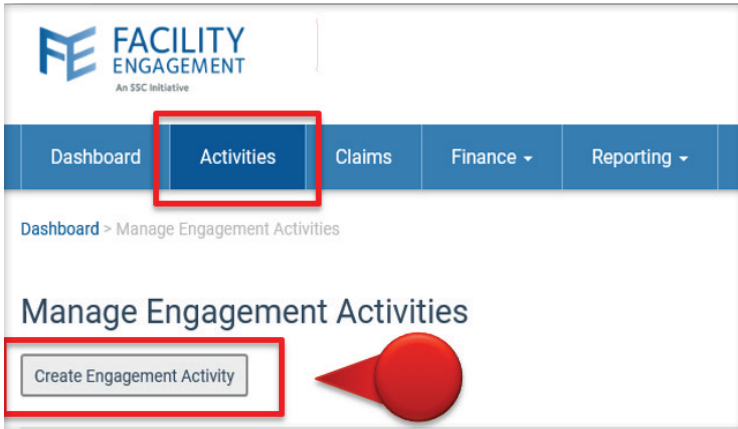 FACILITY
ENGAGEMENT
An SSC Initiative
Dashboard Activities Claims Finance Reporting
Dashboard > Manage Engagement Activities
Manage Engagement Activities
Create Engagement Activity